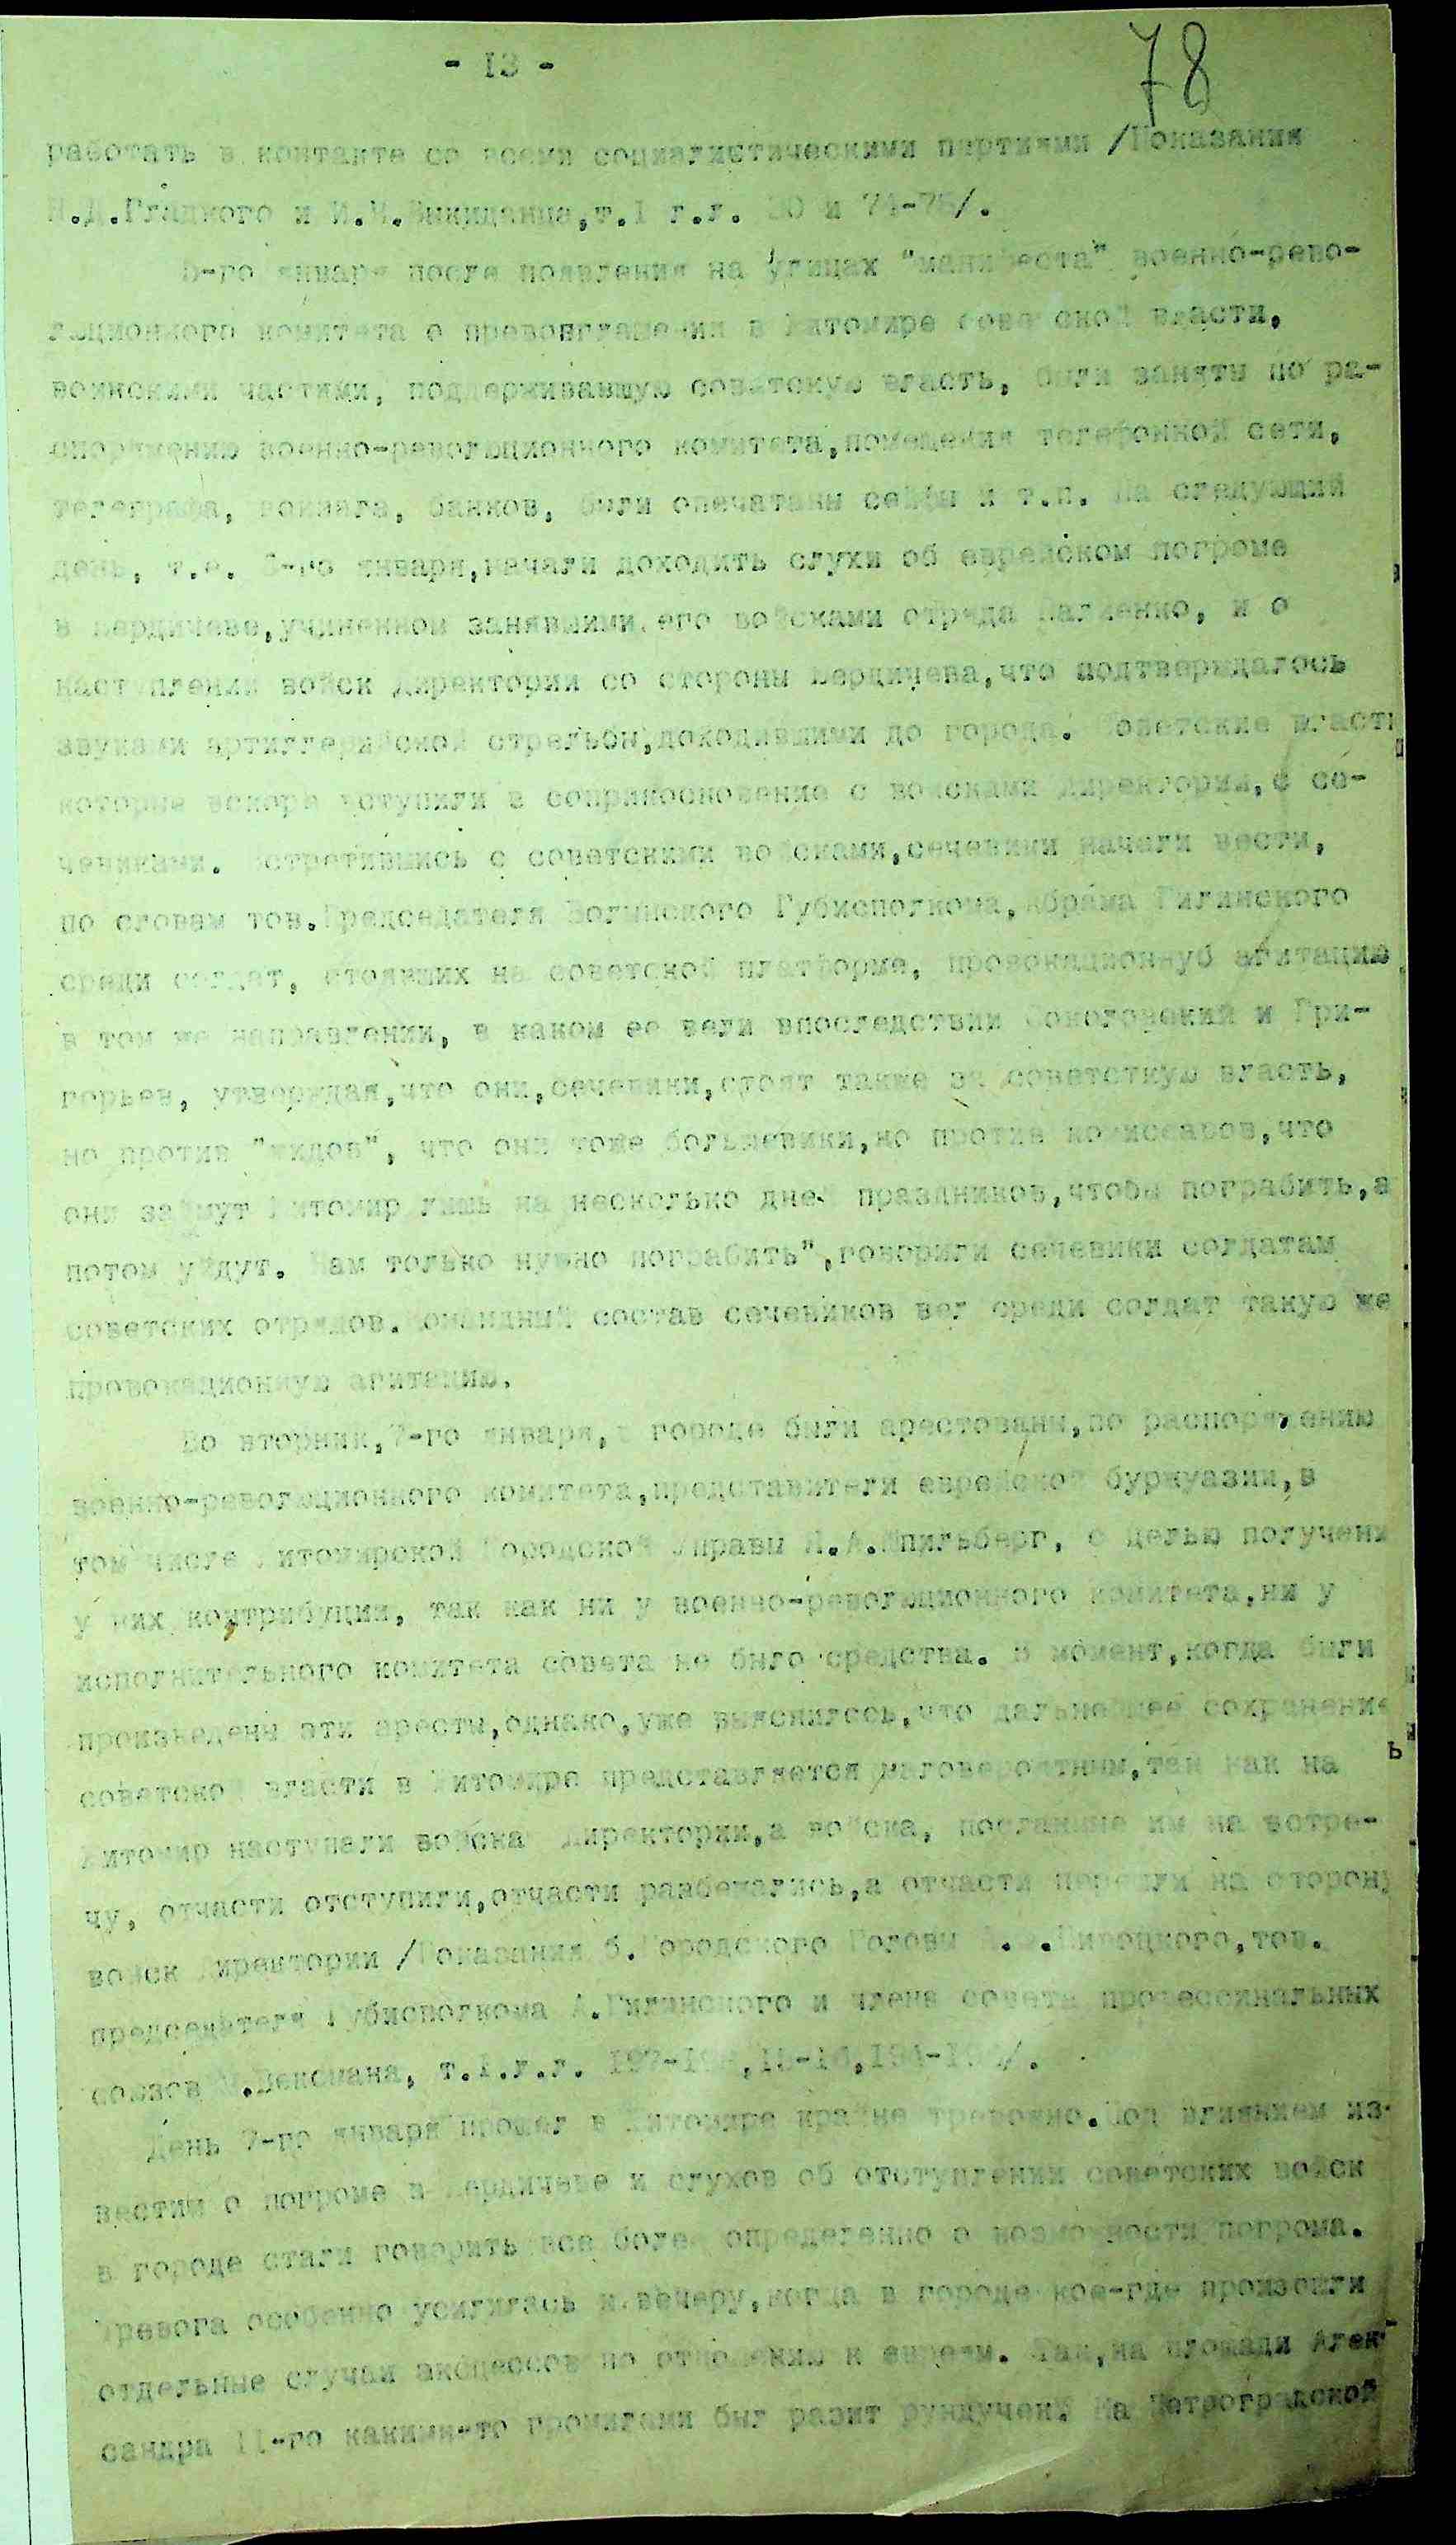 - 13 -
78
работать в контакте со всеми социалистическими партиями /Показания
Н.Д.Гладкого и И.М. т.I г.г. 30 и
5-го января после появления на улицах "манифеста" военно-рево-
люционного комитета о провозглашении в Житомире советской власти,
воинскими частями, поддерживавшую советскую власть, были заняты по ра-
споряжению военно-революционного комитета,помещения телефонной сети,
телеграфа, вокзала, банков, были опечатаны сейфы и т.п. На следующий
день, т.е. 6-го января,начали доходить слухи об еврейском погроме
в Бердичеве,учиненном занявшими его войсками отряда Палиенко, и о
наступлении войск Директории со стороны Бердичева,что подтверждалось
звуками артиллерийской стрельбы,доходившими до города. Советские власти
которые вскоре вступили в соприкосновение с войсками Директории,с се-
чевиками. Встретившись с советскими войсками,сечевики начали вести,
по словам тов.Председателя Волынского Губисполкома,Абрама Гилинского
среди солдат, стоявших на советской платформе, провокационнуб агитацию
в том же направлении, в каком ее вели впоследствии Соколовский и Гри-
горьев, утверждая,что они,сечевики,стоят также за советсткую власть,
но против "жидов", что они тоже большевики,но против комиссаров,что
они займут Житомир лишь на несколько дней праздников,чтобы пограбить,а
потом уйдут. Нам только нужно пограбить",говорили сечевики солдатам
советских отрядов.Командный состав сечевиков вел среди солдат такую же
провокационную агитацию.
Во вторник,7-го января,в городе были арестованы,по распоряжению
военно-революционного комитета,представители еврейской буржуазии,в
том числе Житомирской Городской Управы И.А.Шпильберг, с целью получени
у них контрибуции, так как ни у военно-революционного комитета,ни у
исполнительного комитета совета не было средства. В момент,когда были
произведены эти аресты,однако,уже выяснилось,что дальнейшее сохранение
советской власти в Житомире представляется маловероятным,так как на
ь
Житомир наступали войска Директории,а войска, посланные им на встре-
чу, отчасти отступили,отчасти разбежались,а отчасти перешли на сторону
войск Директории /Показания б.Городского Головы Пивоцкого,тов.
председателя Губисполкома А.Гилинского и члена совета профессинальных
союзов Вексмана, т.I.г.г.
День 7-го января прошел в Житомире крайне тревожно.Под влиянием из-
вестий о погроме в Бердичеве и слухов об отступлении советских войск
в городе стали говорить все более определенно о возможности погрома.
Тревога особенно усилилась к вечеру,когда в городе кое-где произошли
отдельные случаи эксцессов по отношению к евреям. Так,на площади Алек-
сандра II-го какими-то громилами был разит рундучек. На Петроградской